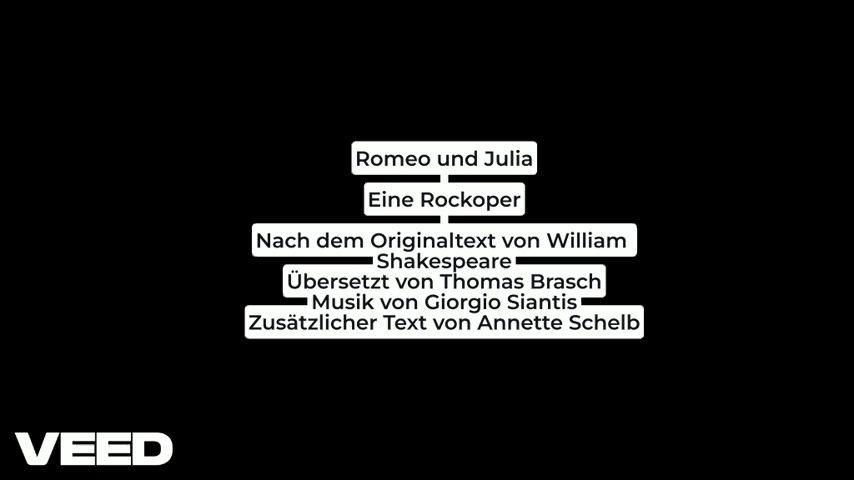 Romeo und Julia
Eine Rockoper
Nach dem Originaltext von William
Shakespeare
Übersetzt von Thomas Brasch
Musik von Giorgio Siantis
Zusätzlicher Text von Annette Schelb
VEED